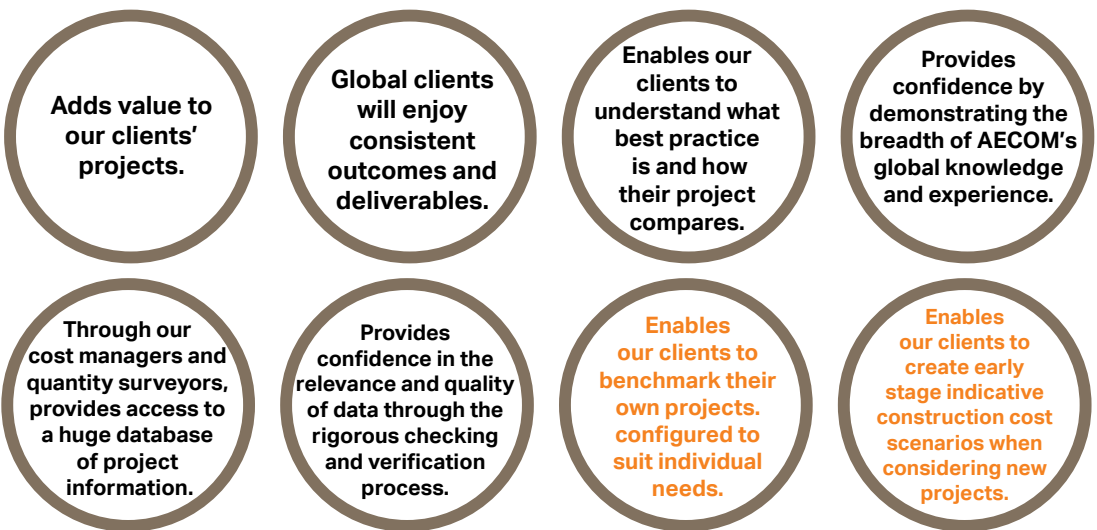 Adds value to
our clients'
projects.
Global clients
will enjoy
consistent
outcomes and
deliverables.
Enables our
clients to
understand what
best practice
is and how
their project
compares.
Provides
confidence by
demonstrating the
breadth of AECOM's
global knowledge
and experience.
Through our
cost managers and
quantity surveyors,
provides access to
a huge database
of project
information.
Provides
confidence in the
relevance and quality
of data through the
rigorous checking
and verification
process.
Enables
our clients to
benchmark their
own projects.
configured to
suit individual
needs.
Enables
our clients to
create early
stage indicative
construction cost
scenarios when
considering new
projects.